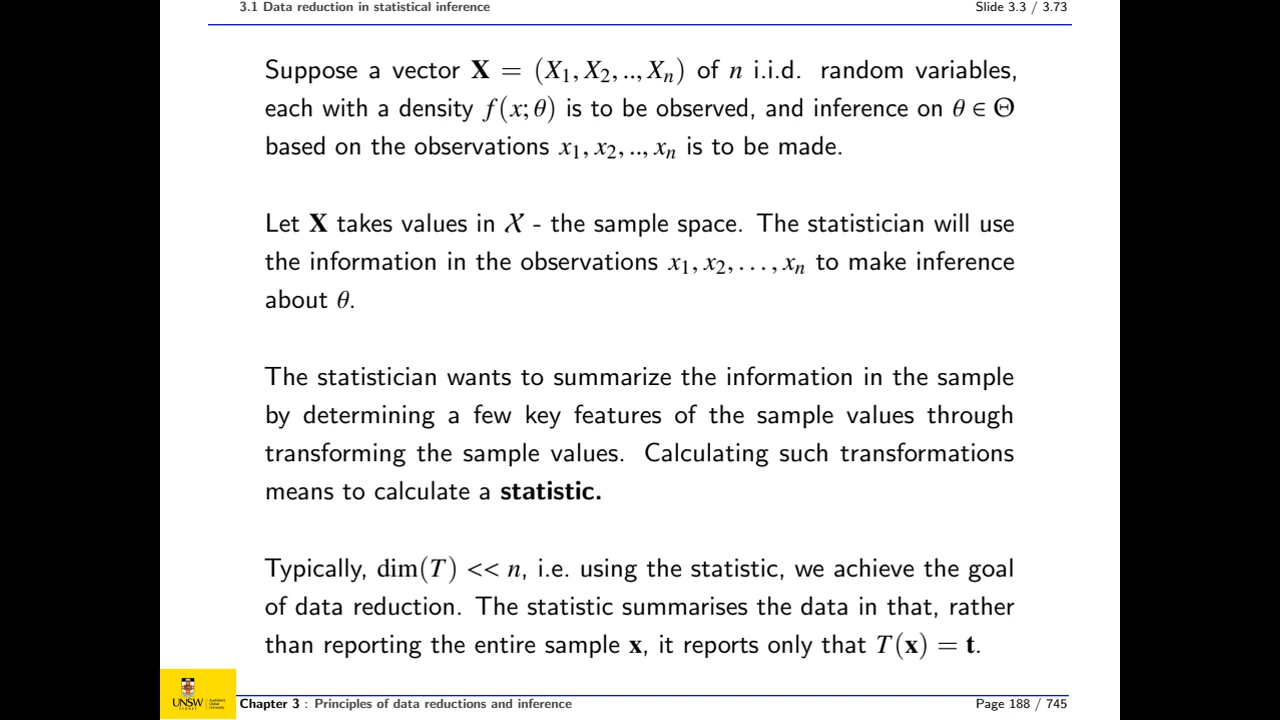 3.1 Data reduction in statistical inference
Slide 3.3 / 3.73
Suppose a vector X = (X₁, X₂, .., Xₙ) of n i.i.d. random variables,
each with a density f(x; θ) is to be observed, and inference on θ ∈ Θ
based on the observations x₁, x₂, .., xₙ is to be made.
Let X takes values in 𝒳 - the sample space. The statistician will use
the information in the observations x₁, x₂, . . . , xₙ to make inference
about θ.
The statistician wants to summarize the information in the sample
by determining a few key features of the sample values through
transforming the sample values. Calculating such transformations
means to calculate a statistic.
Typically, dim(T) << n, i.e. using the statistic, we achieve the goal
of data reduction. The statistic summarises the data in that, rather
than reporting the entire sample x, it reports only that T(x) = t.
UNSW
SYDNEY
Australia's
Global
University
Chapter 3 : Principles of data reductions and inference
Page 188 / 745